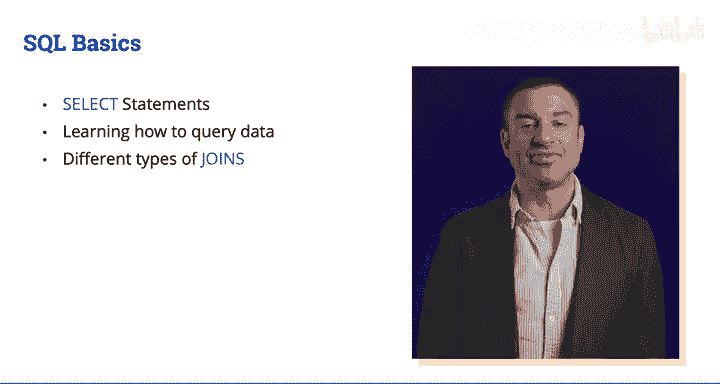 SQL Basics
• SELECT Statements
• Learning how to query data
• Different types of JOINS